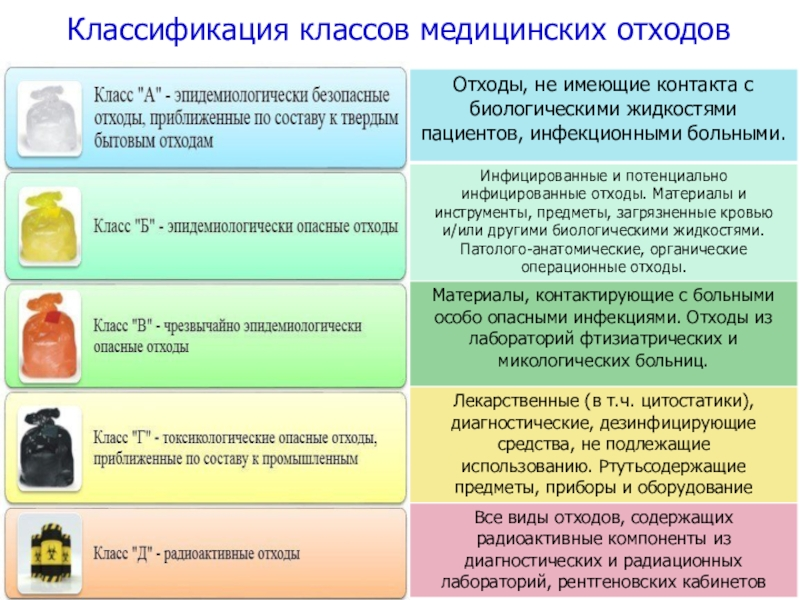 Классификация классов медицинских отходов
Класс "А" - эпидемиологически безопасные
отходы, приближенные по составу к твердым
бытовым отходам
Отходы, не имеющие контакта с
биологическими жидкостями
пациентов, инфекционными больными.
Класс "Б" - эпидемиологически опасные отходы
Инфицированные и потенциально
инфицированные отходы. Материалы и
инструменты, предметы, загрязненные кровью
и/или другими биологическими жидкостями.
Патолого-анатомические, органические
операционные отходы.
Класс "В" - чрезвычайно эпидемиологически
опасные отходы
Материалы, контактирующие с больными
особо опасными инфекциями. Отходы из
лабораторий фтизиатрических и
микологических больниц.
Класс "Г" - токсикологические опасные отходы,
приближенные по составу к промышленным
Лекарственные (в т.ч. цитостатики),
диагностические, дезинфицирующие
средства, не подлежащие
использованию. Ртутьсодержащие
предметы, приборы и оборудование
Класс "Д" - радиоактивные отходы
Все виды отходов, содержащих
радиоактивные компоненты из
диагностических и радиационных
лабораторий, рентгеновских кабинетов